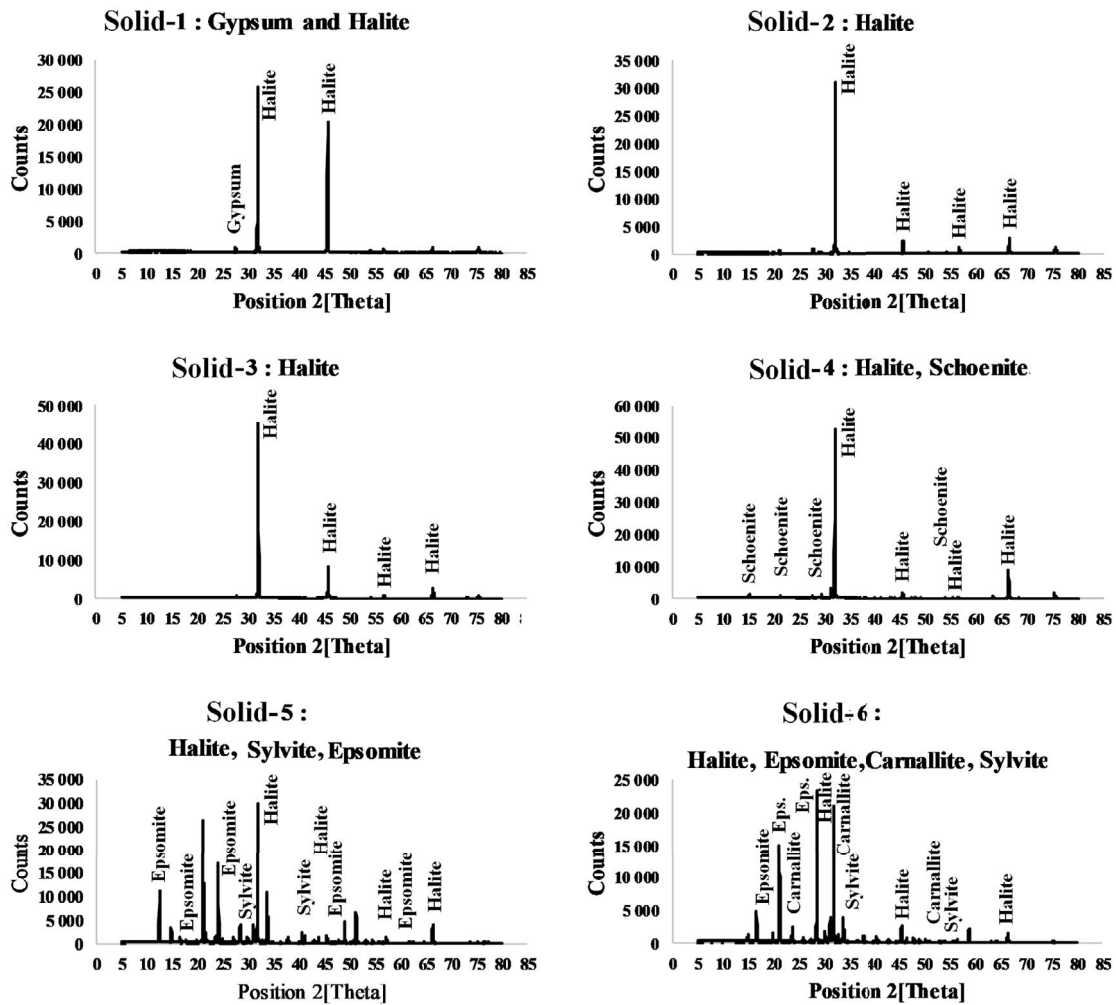 Solid-1 : Gypsum and Halite
30 000
25 000
20 000
15 000
10 000
5 000
0
Counts
Gypsum
Halite
Halite
0 5 10 15 20 25 30 35 40 45 50 55 60 65 70 75 80 85
Position 2[Theta]
Solid-2 : Halite
35 000
30 000
25 000
20 000
15 000
10 000
5 000
0
Counts
Halite
Halite
Halite
Halite
0 5 10 15 20 25 30 35 40 45 50 55 60 65 70 75 80 85
Position 2[Theta]
Solid-3 : Halite
50 000
40 000
30 000
20 000
10 000
0
Counts
Halite
Halite
Halite
Halite
0 5 10 15 20 25 30 35 40 45 50 55 60 65 70 75 80
Position 2[Theta]
Solid-4 : Halite, Schoenite
60 000
50 000
40 000
30 000
20 000
10 000
0
Counts
Schoenite
Schoenite
Schoenite
Halite
Halite
Schoenite
Halite
Halite
0 5 10 15 20 25 30 35 40 45 50 55 60 65 70 75 80 85
Position 2[Theta]
Solid-5 :
Halite, Sylvite, Epsomite
35 000
30 000
25 000
20 000
15 000
10 000
5 000
0
Counts
Epsomite
Epsomite
Epsomite
Sylvite
Halite
Sylvite
Halite
Epsomite
Halite
Epsomite
Halite
0 5 10 15 20 25 30 35 40 45 50 55 60 65 70 75 80 85
Position 2[Theta]
Solid-6 :
Halite, Epsomite,Carnallite, Sylvite
25 000
20 000
15 000
10 000
5 000
0
Counts
Epsomite
Eps.
Carnallite
Eps.
Halite
Carnallite
Sylvite
Halite
Carnallite
Sylvite
Halite
0 5 10 15 20 25 30 35 40 45 50 55 60 65 70 75 80 85
Position 2[Theta]